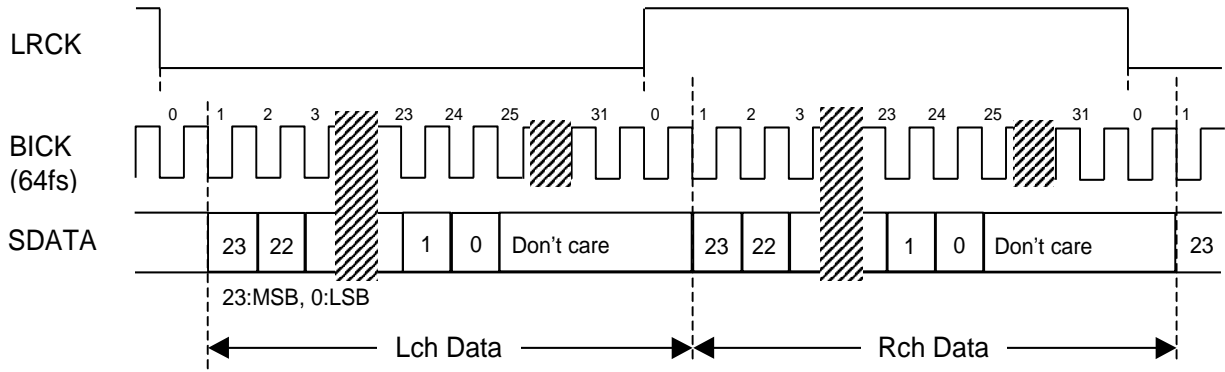 LRCK
0 1 2 3 23 24 25 31 0 1 2 3 23 24 25 31 0 1
BICK
(64fs)
SDATA 23 22 1 0 Don't care 23 22 1 0 Don't care 23
23:MSB, 0:LSB
Lch Data Rch Data